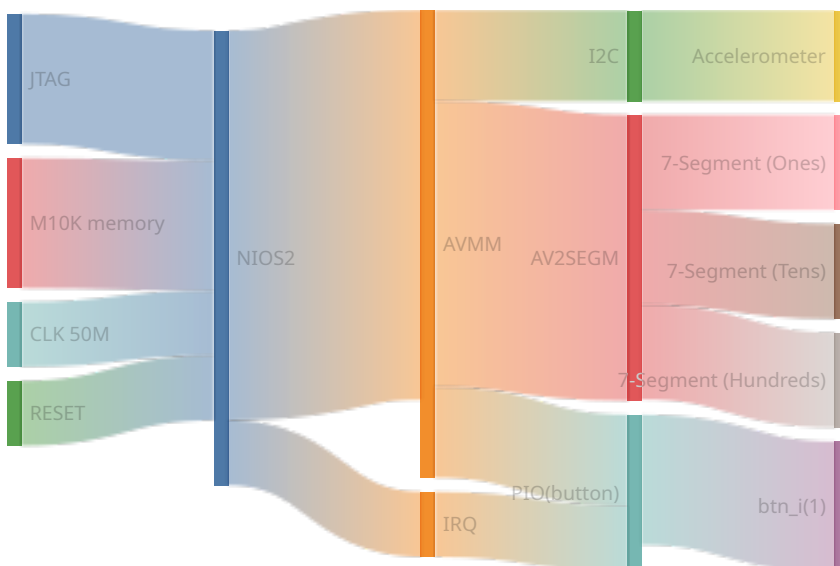 JTAG
M10K memory
CLK 50M
RESET
NIOS2
AVMM
IRQ
I2C
AV2SEGM
PIO(button)
Accelerometer
7-Segment (Ones)
7-Segment (Tens)
7-Segment (Hundreds)
btn_i(1)